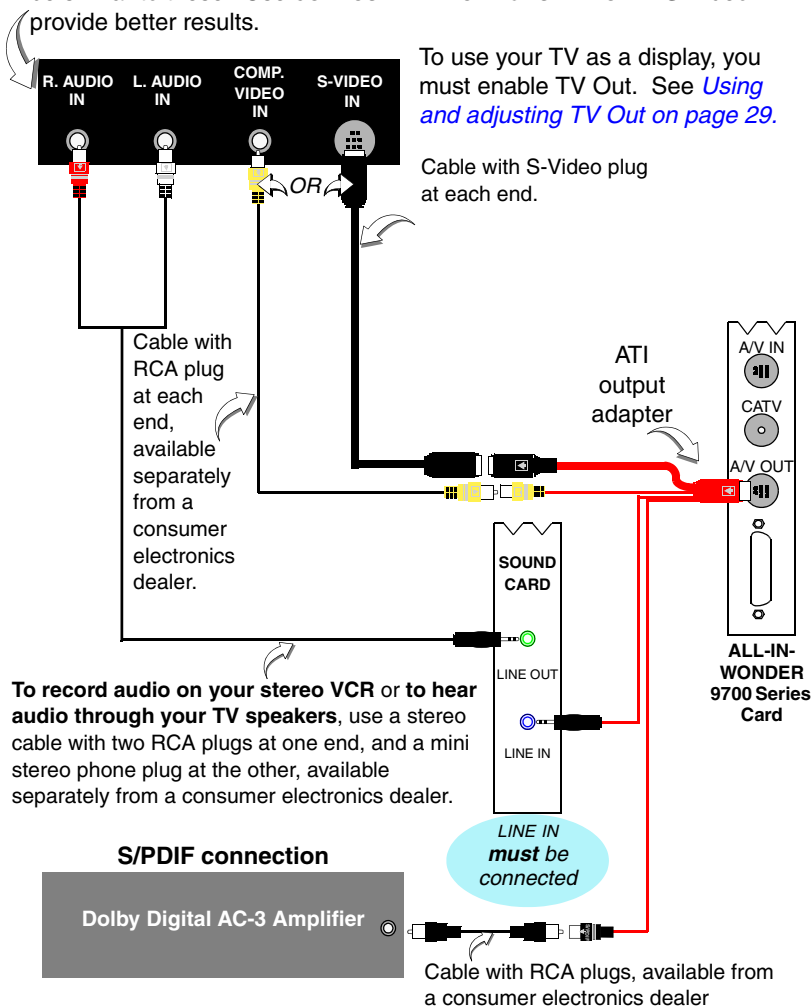 provide better results.
To use your TV as a display, you
must enable TV Out. See Using
and adjusting TV Out on page 29.
R. AUDIO
IN
L. AUDIO
IN
COMP.
VIDEO
IN
S-VIDEO
IN
OR
Cable with S-Video plug
at each end.
Cable with
RCA plug
at each
end,
available
separately
from a
consumer
electronics
dealer.
ATI
output
adapter
A/V IN
CATV
A/V OUT
ALL-IN-
WONDER
9700 Series
Card
SOUND
CARD
LINE OUT
LINE IN
To record audio on your stereo VCR or to hear
audio through your TV speakers, use a stereo
cable with two RCA plugs at one end, and a mini
stereo phone plug at the other, available
separately from a consumer electronics dealer.
LINE IN
must be
connected
S/PDIF connection
Dolby Digital AC-3 Amplifier
Cable with RCA plugs, available from
a consumer electronics dealer